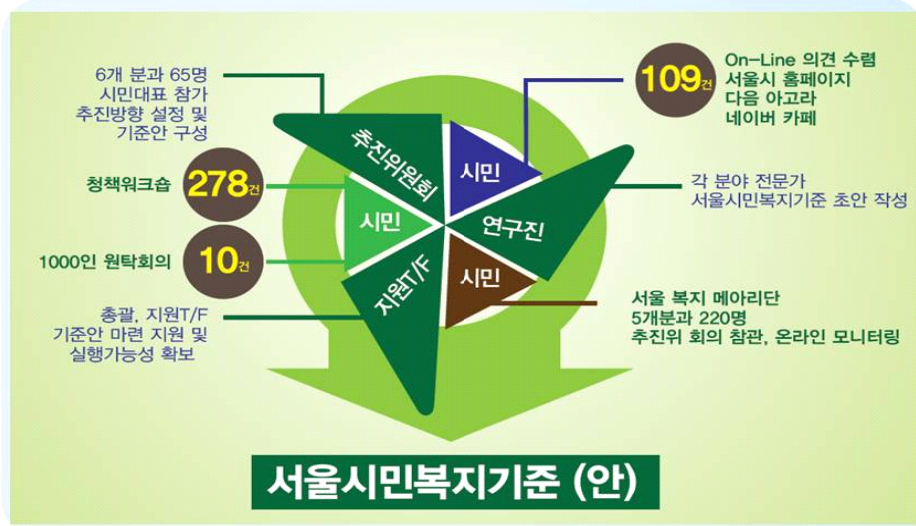 6개 분과 65명
시민대표 참가
추진방향 설정 및
기준안 구성
109건
On-Line 의견 수렴
서울시 홈페이지
다음 아고라
네이버 카페
추진위원회
시민
청책워크숍
278건
시민
연구진
각 분야 전문가
서울시민복지기준 초안 작성
1000인 원탁회의
10건
지원T/F
시민
총괄, 지원T/F
기준안 마련 지원 및
실행가능성 확보
서울 복지 메아리단
5개분과 220명
추진위 회의 참관, 온라인 모니터링
서울시민복지기준 (안)